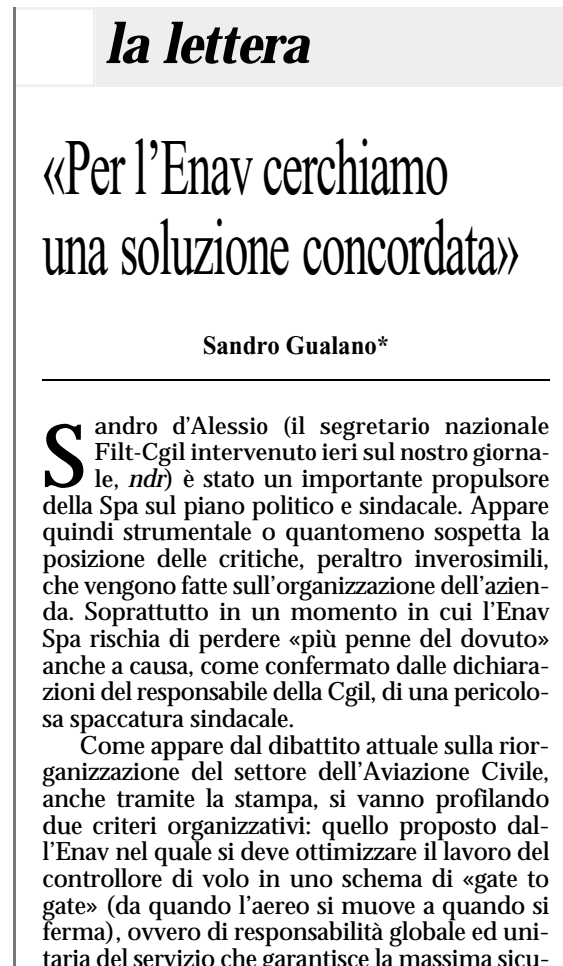 la lettera
«Per l'Enav cerchiamo
una soluzione concordata»
Sandro Gualano*
Sandro d'Alessio (il segretario nazionale
Filt-Cgil intervenuto ieri sul nostro giorna-
le, ndr) è stato un importante propulsore
della Spa sul piano politico e sindacale. Appare
quindi strumentale o quantomeno sospetta la
posizione delle critiche, peraltro inverosimili,
che vengono fatte sull'organizzazione dell'azien-
da. Soprattutto in un momento in cui l'Enav
Spa rischia di perdere «più penne del dovuto»
anche a causa, come confermato dalle dichiara-
zioni del responsabile della Cgil, di una pericolo-
sa spaccatura sindacale.
Come appare dal dibattito attuale sulla rior-
ganizzazione del settore dell'Aviazione Civile,
anche tramite la stampa, si vanno profilando
due criteri organizzativi: quello proposto dal-
l'Enav nel quale si deve ottimizzare il lavoro del
controllore di volo in uno schema di «gate to
gate» (da quando l'aereo si muove a quando si
ferma), ovvero di responsabilità globale ed uni-
taria del servizio che garantisce la massima sicu-